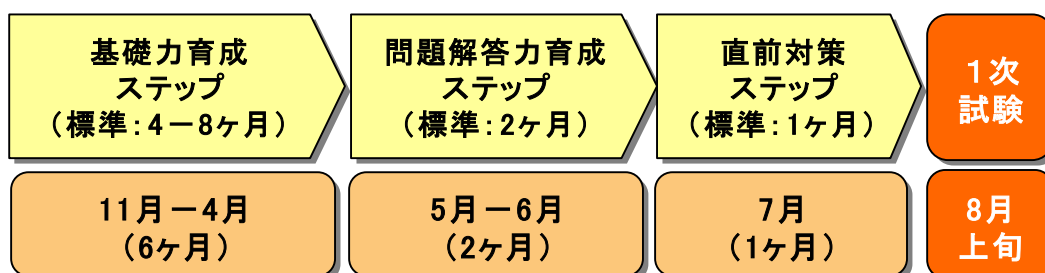 基礎力育成
ステップ
（標準：4－8ヶ月）
問題解答力育成
ステップ
（標準：2ヶ月）
直前対策
ステップ
（標準：1ヶ月）
1次
試験
11月－4月
（6ヶ月）
5月－6月
（2ヶ月）
7月
（1ヶ月）
8月
上旬